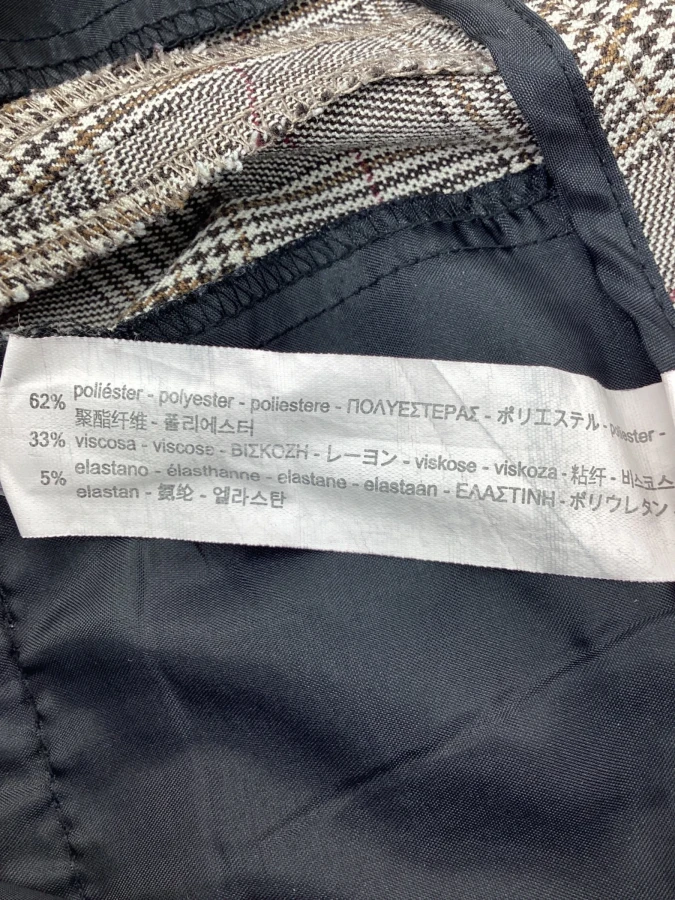 62% poliéster - polyester - poliestere - ΠΟΛΥΕΣΤΕΡΑΣ - ポリエステル - poliester -
聚酯纤维 - 폴리에스터
33% viscosa - viscose - ΒΙΣΚΟΖΗ - レーヨン - viskose - viskoza - 粘纤 - 비스코스
5% elastano - élasthanne - elastane - elastaan - ΕΛΑΣΤΙΝΗ - ポリウレタン
elastan - 氨纶 - 엘라스탄